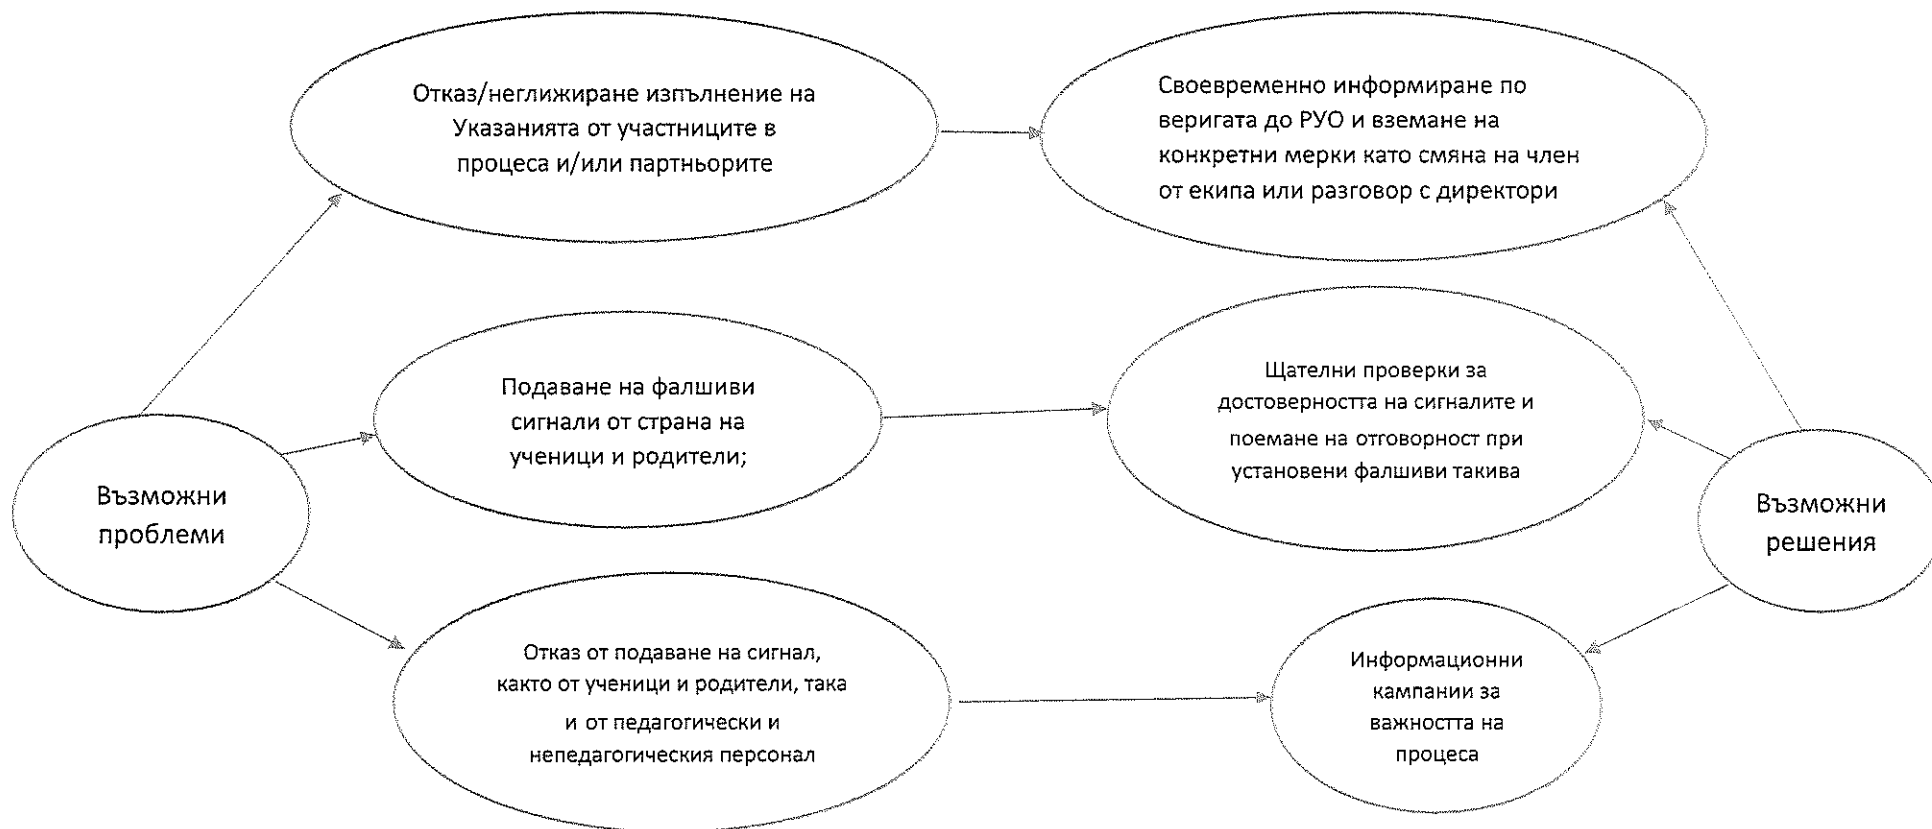 Отказ/неглижиране изпълнение на
Указанията от участниците в
процеса и/или партньорите
Своевременно информиране по
веригата до РУО и вземане на
конкретни мерки като смяна на член
от екипа или разговор с директори
Подаване на фалшиви
сигнали от страна на
ученици и родители;
Щателни проверки за
достоверността на сигналите и
поемане на отговорност при
установени фалшиви такива
Възможни
проблеми
Възможни
решения
Отказ от подаване на сигнал,
както от ученици и родители, така
и от педагогически и
непедагогическия персонал
Информационни
кампании за
важността на
процеса